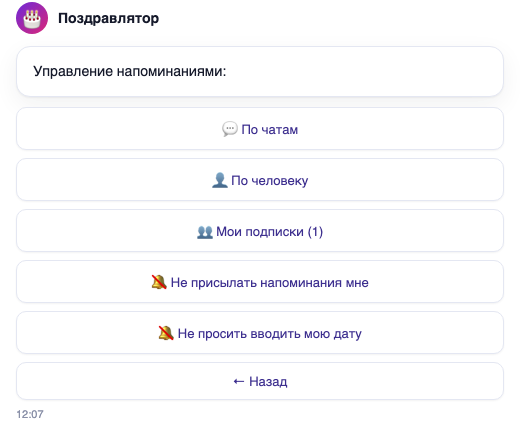 Поздравлятор
Управление напоминаниями:
💬 По чатам
👤 По человеку
👥 Мои подписки (1)
🔕 Не присылать напоминания мне
🔕 Не просить вводить мою дату
← Назад
12:07